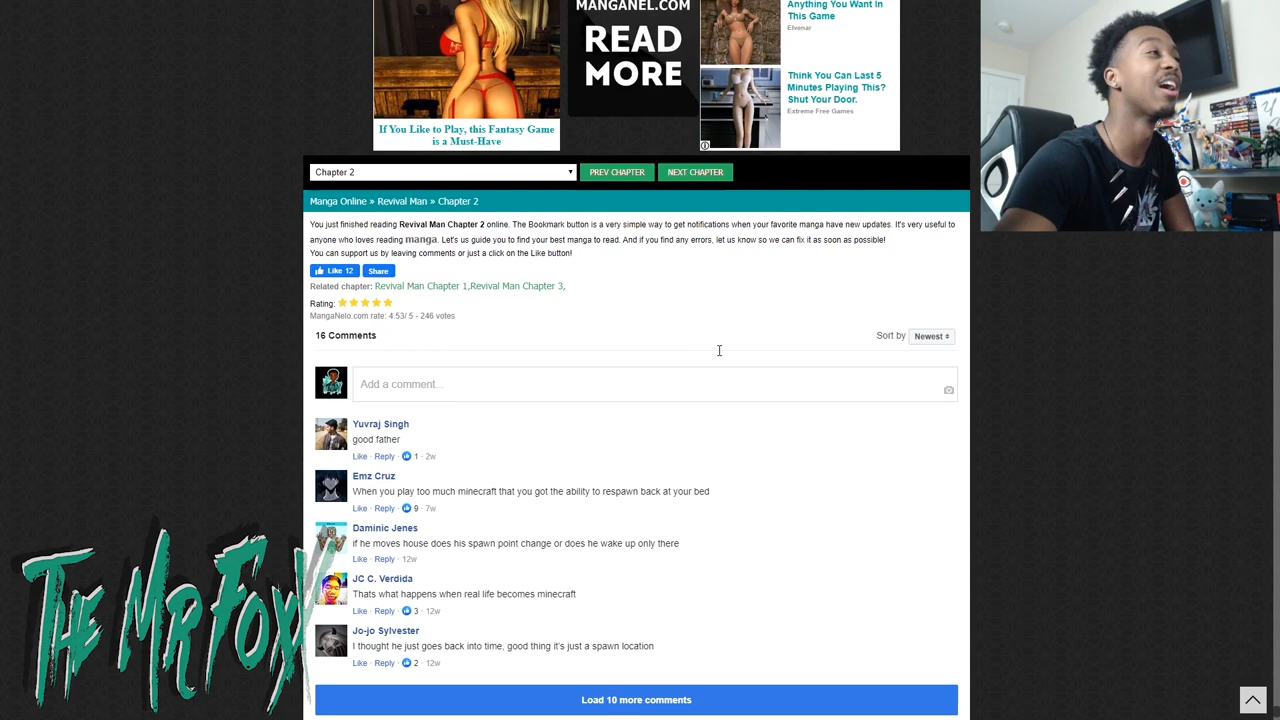 MANGANEL.COM
READ
MORE
Anything You Want In
This Game
Elvenar
Think You Can Last 5
Minutes Playing This?
Shut Your Door.
Extreme Free Games
If You Like to Play, this Fantasy Game
is a Must-Have
Chapter 2
PREV CHAPTER
NEXT CHAPTER
Manga Online » Revival Man » Chapter 2
You just finished reading Revival Man Chapter 2 online. The Bookmark button is a very simple way to get notifications when your favorite manga have new updates. It's very useful to
anyone who loves reading manga. Let's us guide you to find your best manga to read. And if you find any errors, let us know so we can fix it as soon as possible!
You can support us by leaving comments or just a click on the Like button!
Like 12
Share
Related chapter: Revival Man Chapter 1,Revival Man Chapter 3,
Rating:
MangaNelo.com rate: 4.53/ 5 - 246 votes
16 Comments
Sort by Newest
Add a comment...
Yuvraj Singh
good father
Like · Reply · 1 · 2w
Emz Cruz
When you play too much minecraft that you got the ability to respawn back at your bed
Like · Reply · 9 · 7w
Daminic Jenes
if he moves house does his spawn point change or does he wake up only there
Like · Reply · 12w
JC C. Verdida
Thats what happens when real life becomes minecraft
Like · Reply · 3 · 12w
Jo-jo Sylvester
I thought he just goes back into time, good thing it's just a spawn location
Like · Reply · 2 · 12w
Load 10 more comments